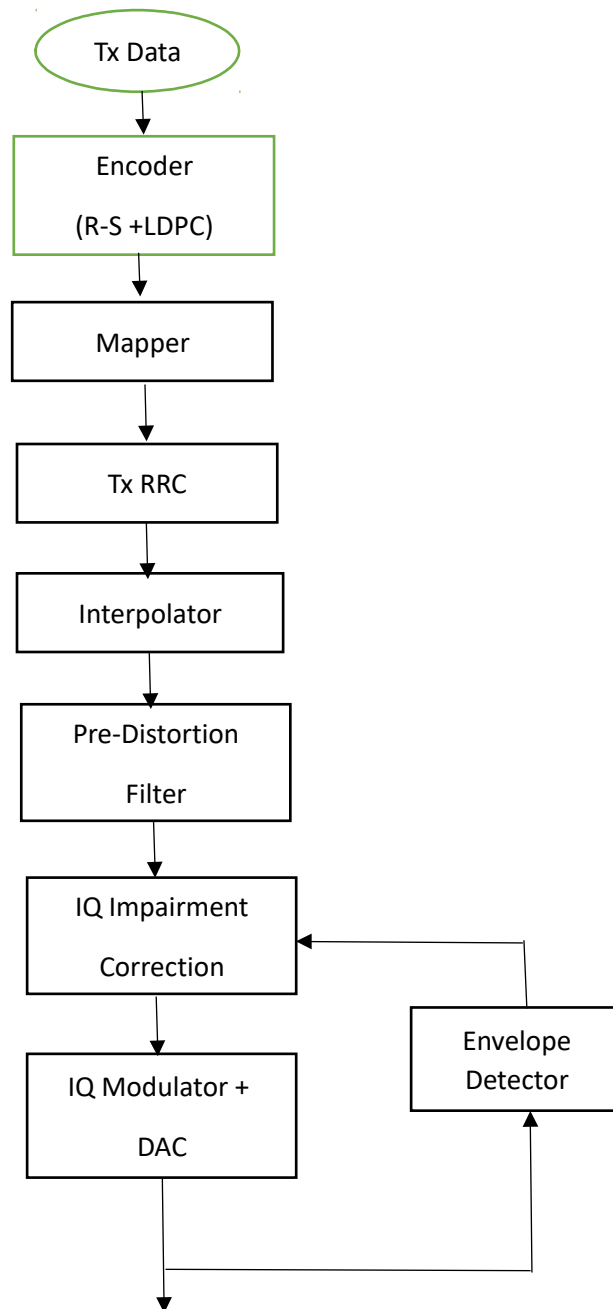 Tx Data
Encoder
(R-S +LDPC)
Mapper
Tx RRC
Interpolator
Pre-Distortion
Filter
IQ Impairment
Correction
Envelope
Detector
IQ Modulator +
DAC